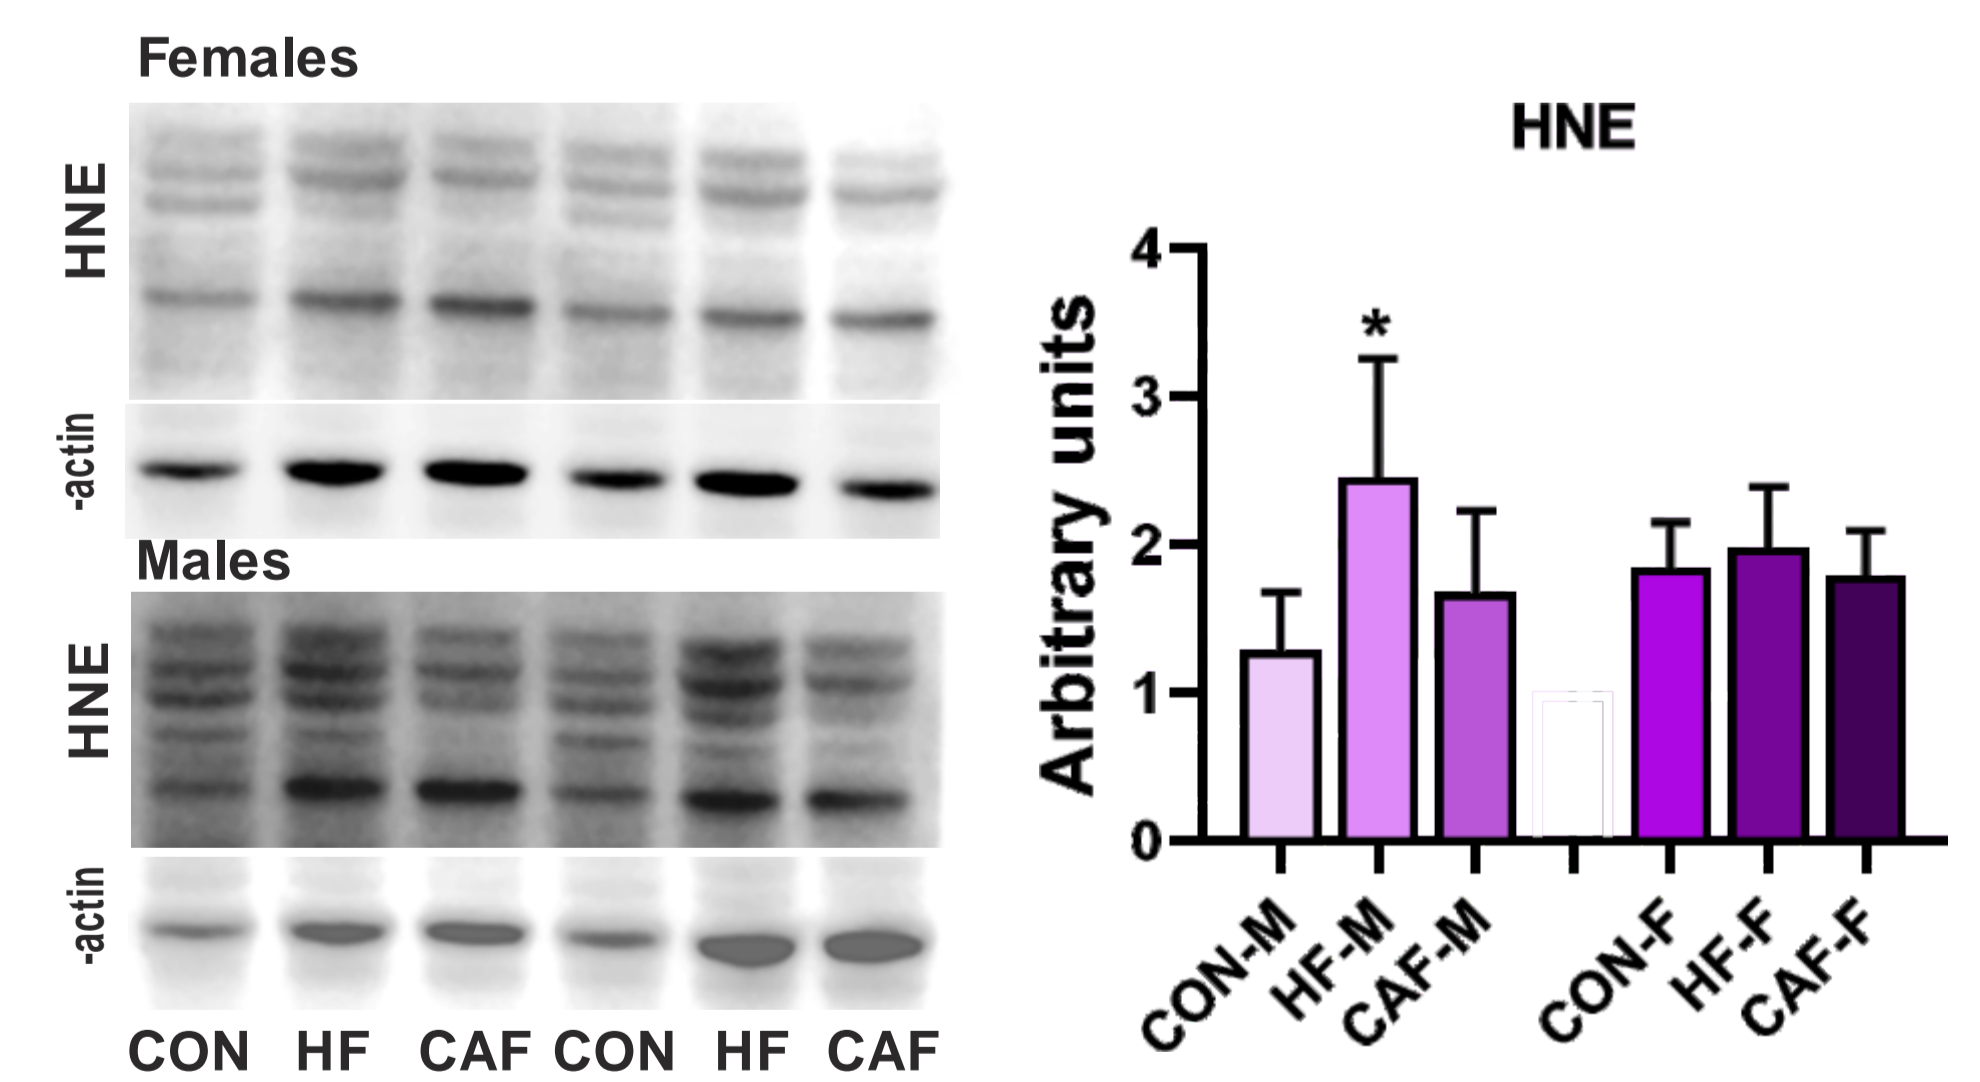 Females
HNE
-actin
Males
HNE
-actin
CON HF CAF CON HF CAF
HNE
Arbitrary units
4
3
2
1
0
*
CON-M
HF-M
CAF-M
CON-F
HF-F
CAF-F